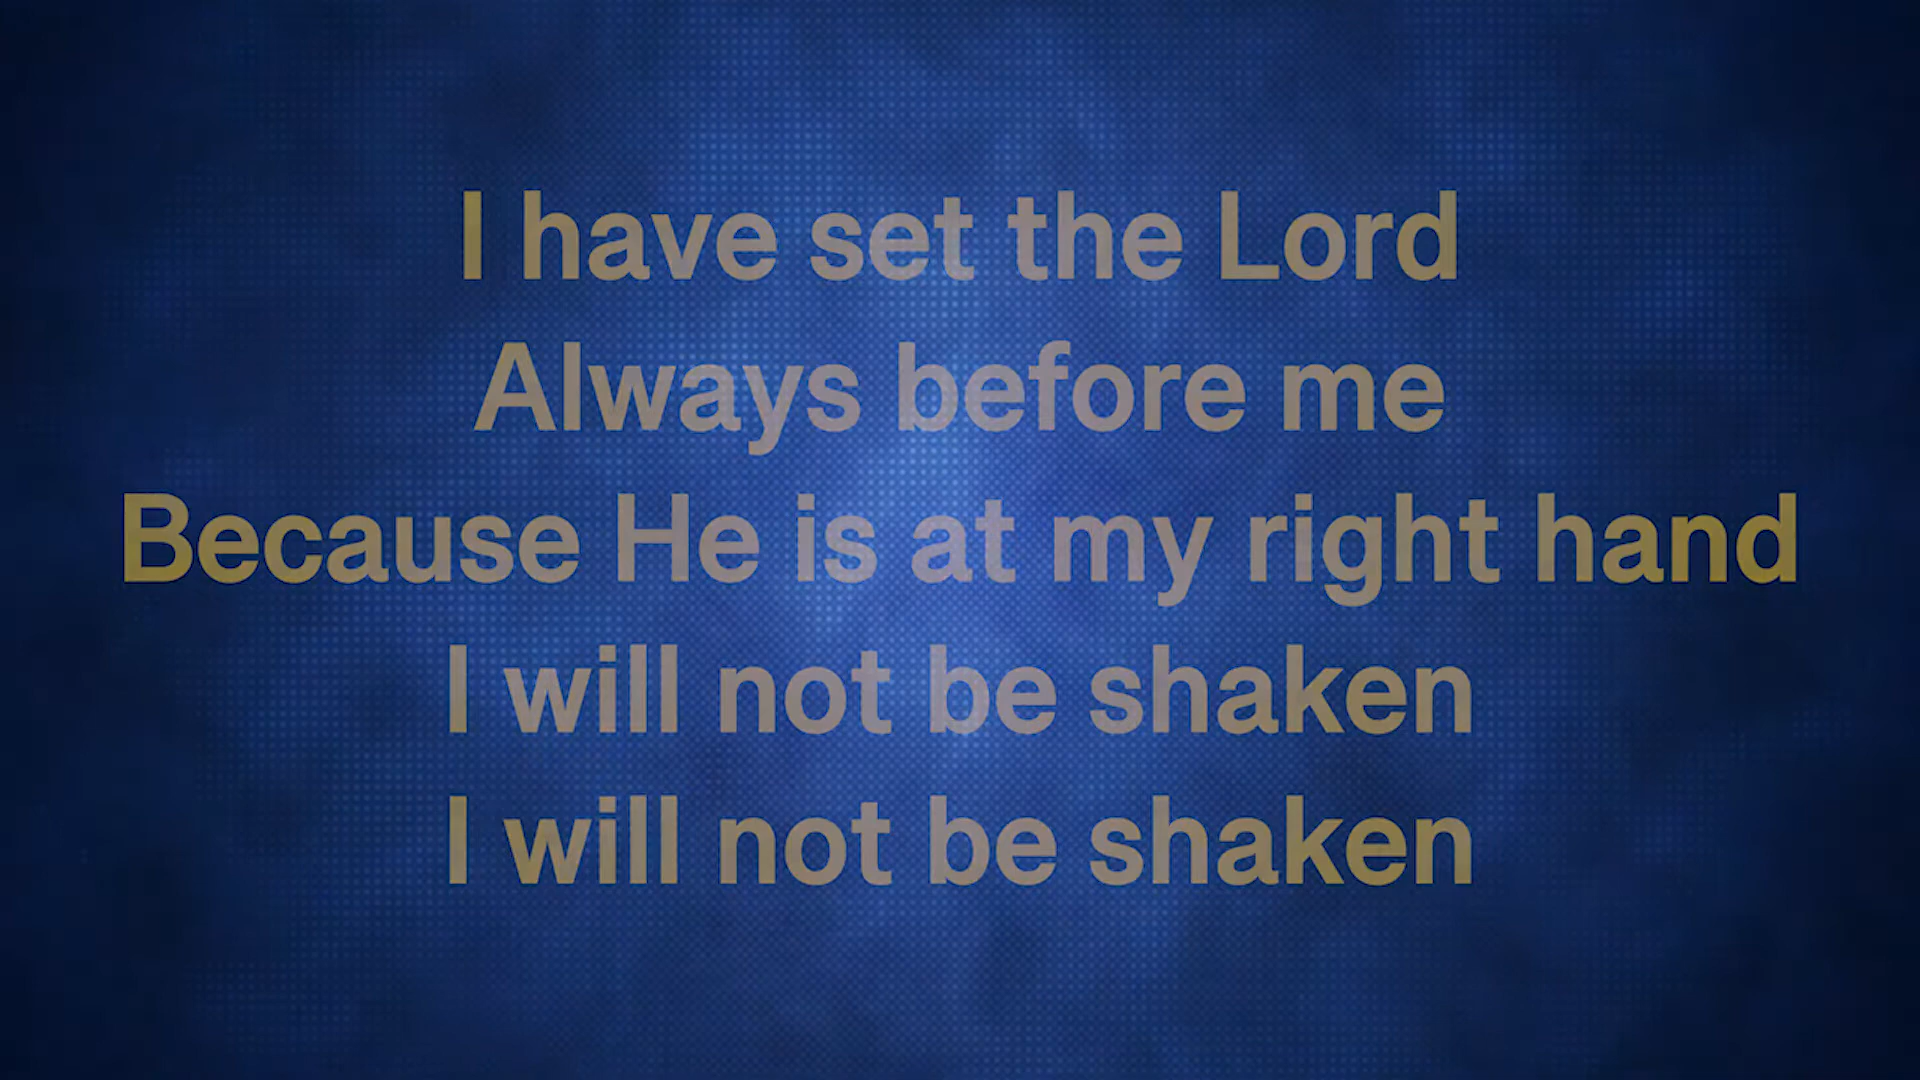 I have set the Lord
Always before me
Because He is at my right hand
I will not be shaken
I will not be shaken